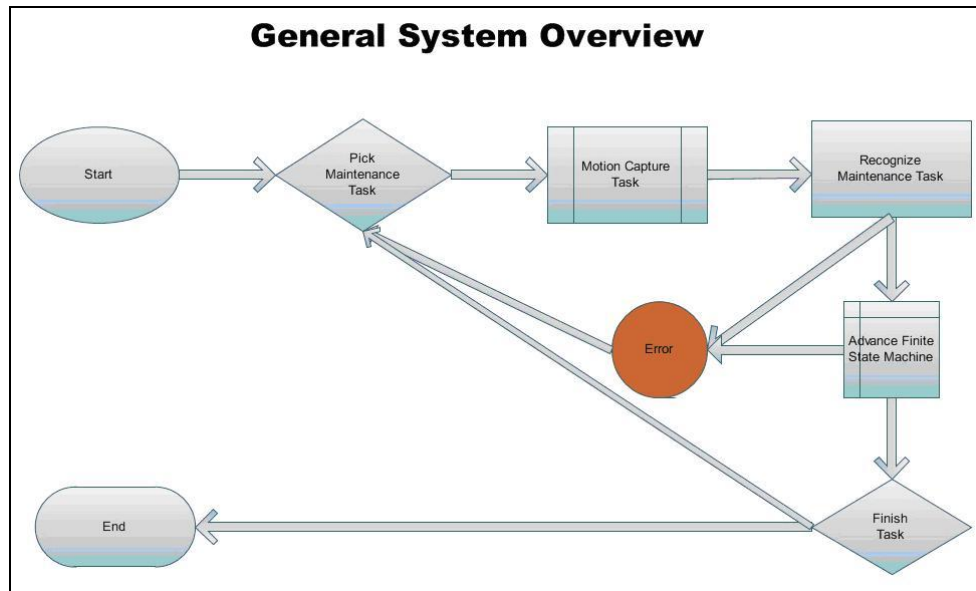 General System Overview
Start
Pick
Maintenance
Task
Motion Capture
Task
Recognize
Maintenance Task
Error
Advance Finite
State Machine
End
Finish
Task